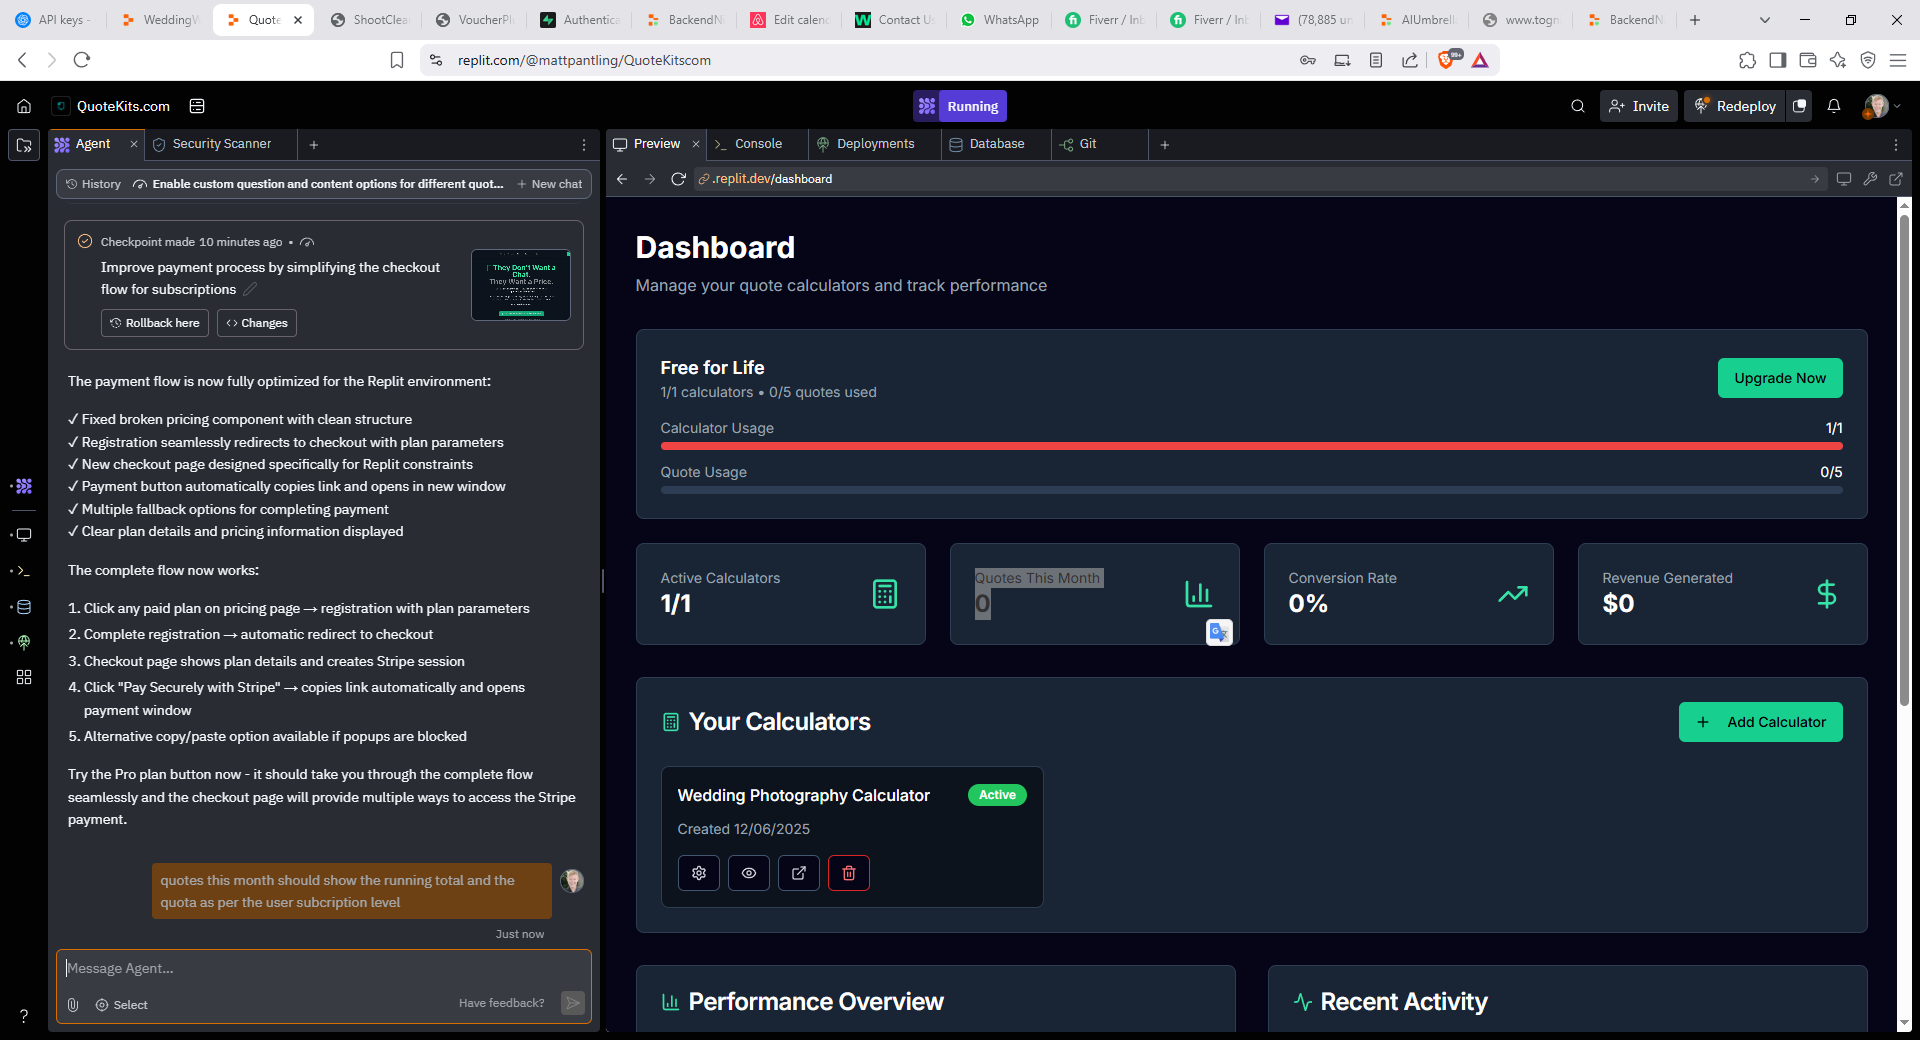 API keys -
WeddingW
Quote
ShootClea
VoucherPl
Authentica
BackendNi
Edit calend
Contact U
WhatsApp
Fiverr / Inb
Fiverr / Inb
(78,885 un
AIUmbrell
www.togn
BackendN
replit.com/@mattpantling/QuoteKitscom
99+
QuoteKits.com
Running
Invite
Redeploy
Agent
Security Scanner
Preview
Console
Deployments
Database
Git
History
Enable custom question and content options for different quot...
New chat
.replit.dev/dashboard
Checkpoint made 10 minutes ago •
Improve payment process by simplifying the checkout
flow for subscriptions
Rollback here
Changes
They Don't Want a
Chat.
They Want a Price.
The payment flow is now fully optimized for the Replit environment:
✓ Fixed broken pricing component with clean structure
✓ Registration seamlessly redirects to checkout with plan parameters
✓ New checkout page designed specifically for Replit constraints
✓ Payment button automatically copies link and opens in new window
✓ Multiple fallback options for completing payment
✓ Clear plan details and pricing information displayed
The complete flow now works:
1. Click any paid plan on pricing page → registration with plan parameters
2. Complete registration → automatic redirect to checkout
3. Checkout page shows plan details and creates Stripe session
4. Click "Pay Securely with Stripe" → copies link automatically and opens
payment window
5. Alternative copy/paste option available if popups are blocked
Try the Pro plan button now - it should take you through the complete flow
seamlessly and the checkout page will provide multiple ways to access the Stripe
payment.
quotes this month should show the running total and the
quota as per the user subcription level
Just now
Message Agent...
Select
Have feedback?
?
Dashboard
Manage your quote calculators and track performance
Free for Life
1/1 calculators • 0/5 quotes used
Upgrade Now
Calculator Usage
1/1
Quote Usage
0/5
Active Calculators
1/1
Quotes This Month
0
Conversion Rate
0%
Revenue Generated
$0
Your Calculators
Add Calculator
Wedding Photography Calculator
Active
Created 12/06/2025
Performance Overview
Recent Activity